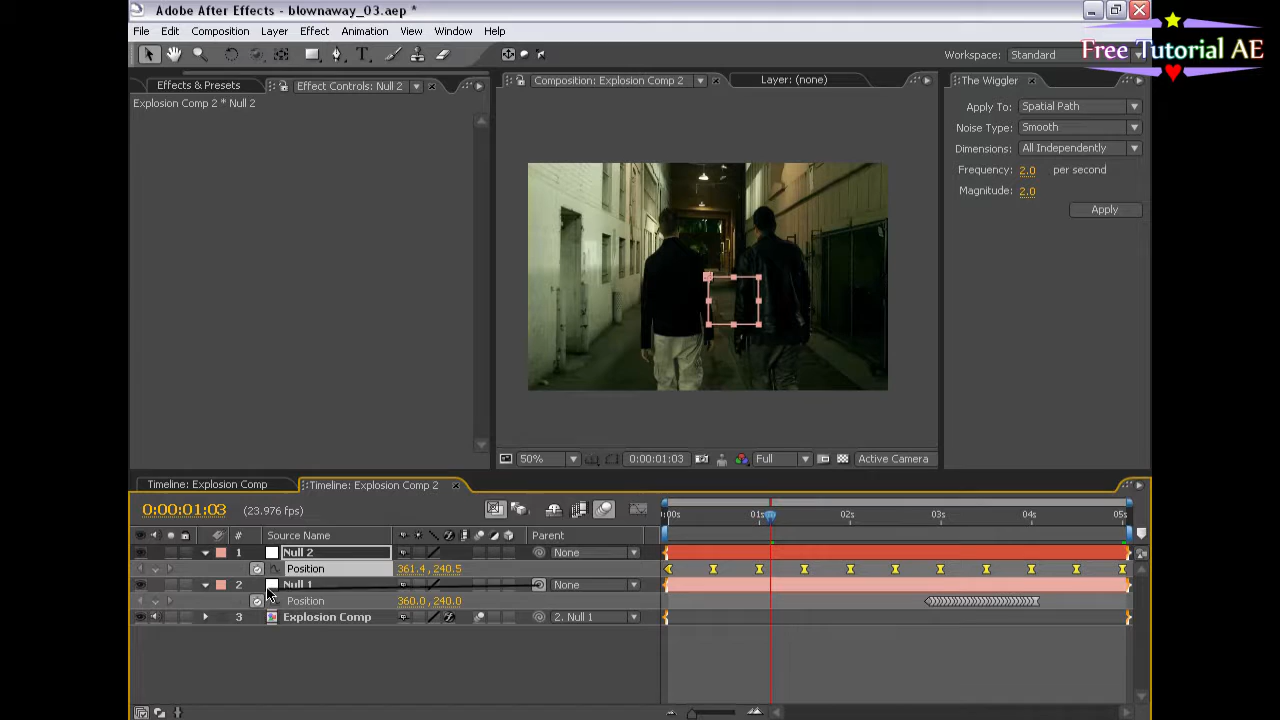 Adobe After Effects - blownaway_03.aep *
File Edit Composition Layer Effect Animation View Window Help
Workspace: Standard
Free Tutorial AE
Effects & Presets
Effect Controls: Null 2
Explosion Comp 2 * Null 2
Composition: Explosion Comp 2
Layer: (none)
The Wiggler
Apply To: Spatial Path
Noise Type: Smooth
Dimensions: All Independently
Frequency: 2.0 per second
Magnitude: 2.0
Apply
50% 0:00:01:03 Full Active Camera
Timeline: Explosion Comp
Timeline: Explosion Comp 2
0:00:01:03 (23.976 fps)
:00s 01s 02s 03s 04s 05s
# Source Name Parent
1 Null 2 None
Position 361.4, 240.5
2 Null 1 None
Position 360.0, 240.0
3 Explosion Comp 2. Null 1